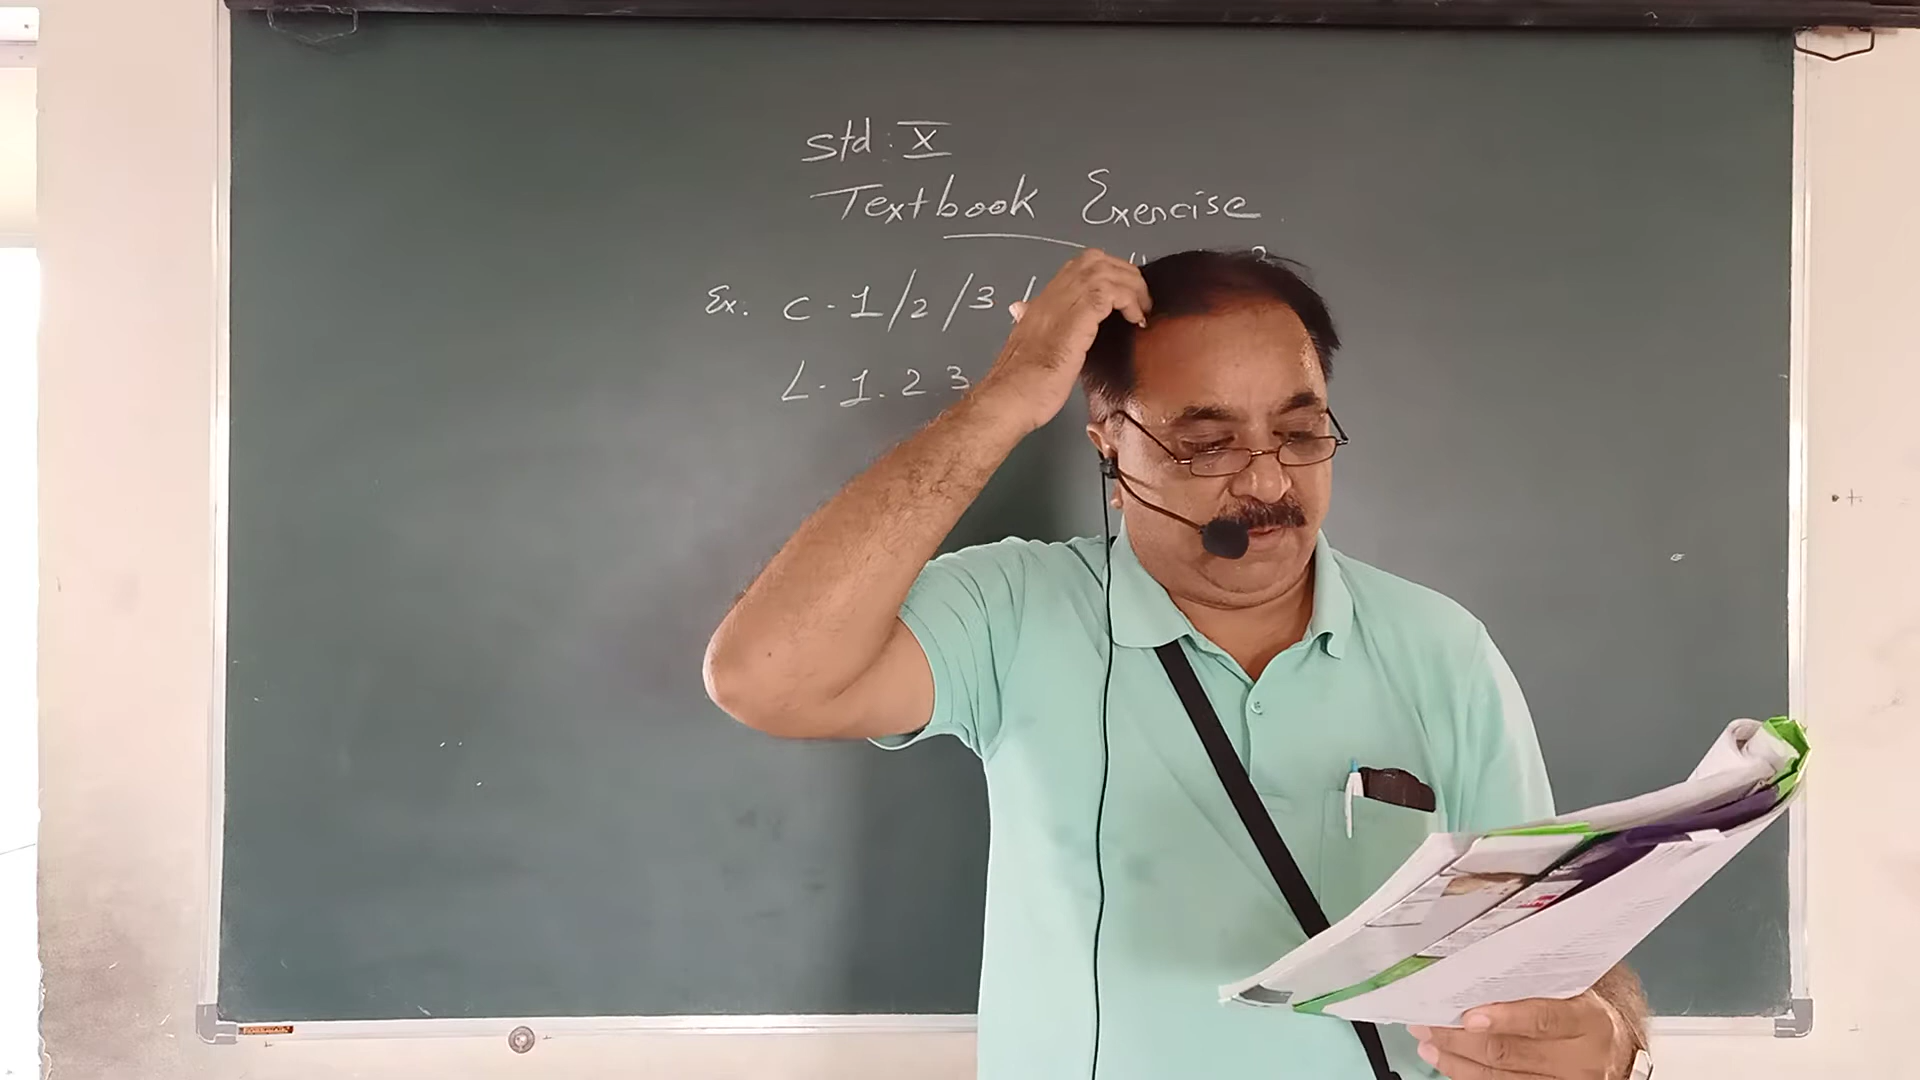 Std : X
Textbook Exercise
Ex. C - 1/2/3/
L - 1. 2 3